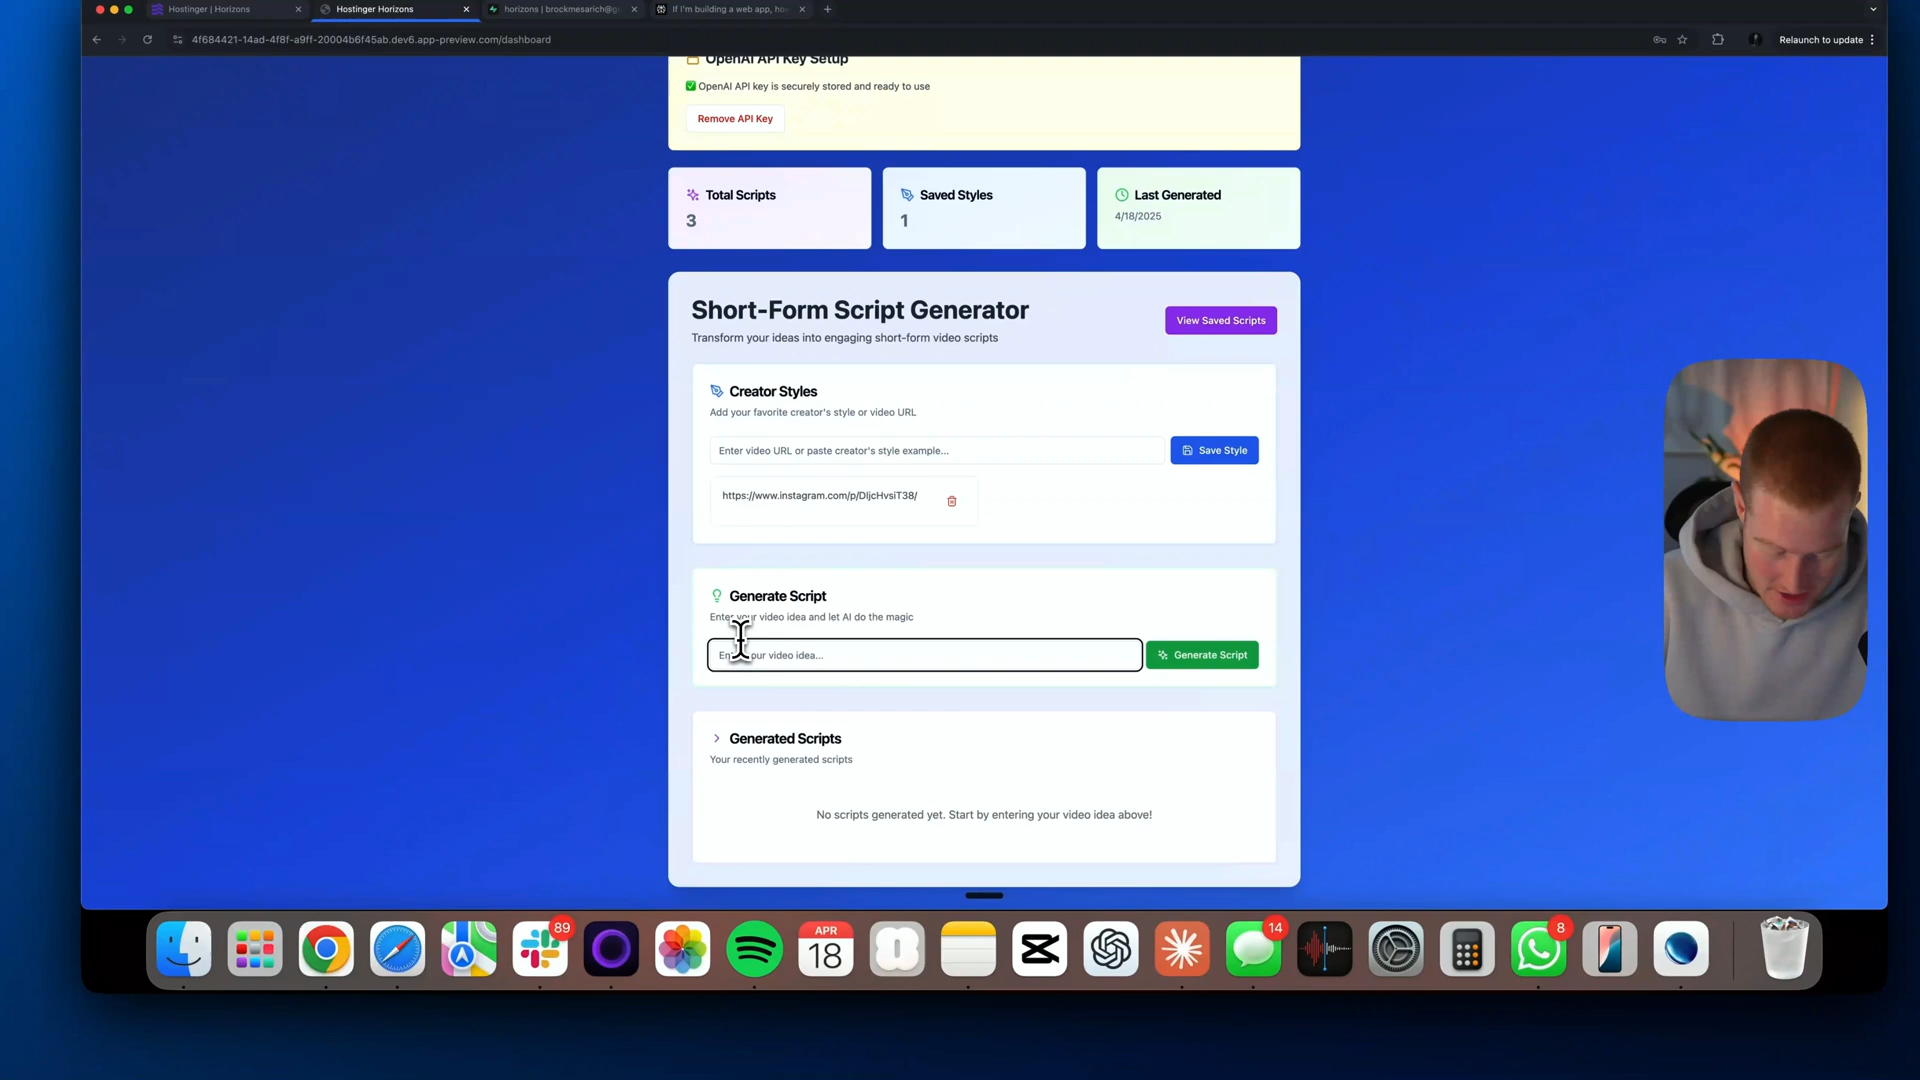 Hostinger | Horizons
Hostinger Horizons
horizons | brockmesarich@g
If I'm building a web app, ho
4f684421-14ad-4f8f-a9ff-20004b6f45ab.dev6.app-preview.com/dashboard
Relaunch to update
OpenAI API Key Setup
OpenAI API key is securely stored and ready to use
Remove API Key
Total Scripts
3
Saved Styles
1
Last Generated
4/18/2025
Short-Form Script Generator
View Saved Scripts
Transform your ideas into engaging short-form video scripts
Creator Styles
Add your favorite creator's style or video URL
Enter video URL or paste creator's style example...
Save Style
https://www.instagram.com/p/DIjcHvsiT38/
Generate Script
Enter your video idea and let AI do the magic
Enter your video idea...
Generate Script
Generated Scripts
Your recently generated scripts
No scripts generated yet. Start by entering your video idea above!
89
APR
18
14
8